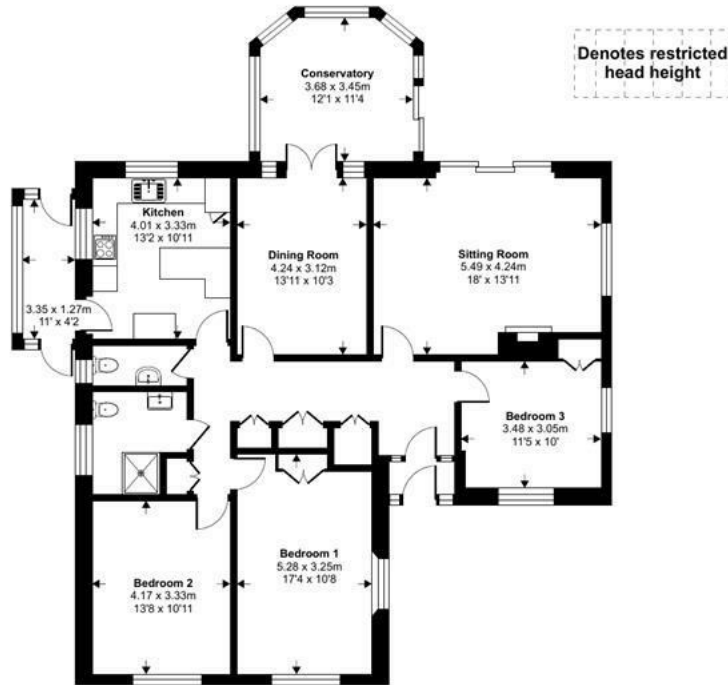 Denotes restricted
head height
Conservatory
3.68 x 3.45m
12'1 x 11'4
Kitchen
4.01 x 3.33m
13'2 x 10'11
Dining Room
4.24 x 3.12m
13'11 x 10'3
Sitting Room
5.49 x 4.24m
18' x 13'11
3.35 x 1.27m
11' x 4'2
Bedroom 3
3.48 x 3.05m
11'5 x 10'
Bedroom 1
5.28 x 3.25m
17'4 x 10'8
Bedroom 2
4.17 x 3.33m
13'8 x 10'11